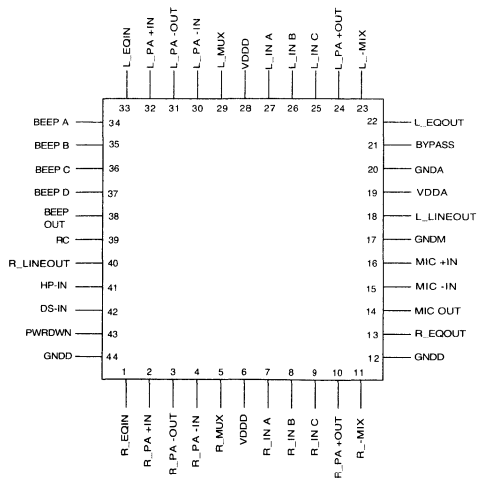 L_EQIN
L_PA +IN
L_PA -OUT
L_PA -IN
L_MUX
VDDD
L_IN A
L_IN B
L_IN C
L_PA +OUT
L_-MIX
33 32 31 30 29 28 27 26 25 24 23
BEEP A 34
BEEP B 35
BEEP C 36
BEEP D 37
BEEP
OUT 38
RC 39
R_LINEOUT 40
HP-IN 41
DS-IN 42
PWRDWN 43
GNDD 44
22 L_EQOUT
21 BYPASS
20 GNDA
19 VDDA
18 L_LINEOUT
17 GNDM
16 MIC +IN
15 MIC -IN
14 MIC OUT
13 R_EQOUT
12 GNDD
1 2 3 4 5 6 7 8 9 10 11
R_EQIN
R_PA +IN
R_PA -OUT
R_PA -IN
R_MUX
VDDD
R_IN A
R_IN B
R_IN C
R_PA +OUT
R_-MIX